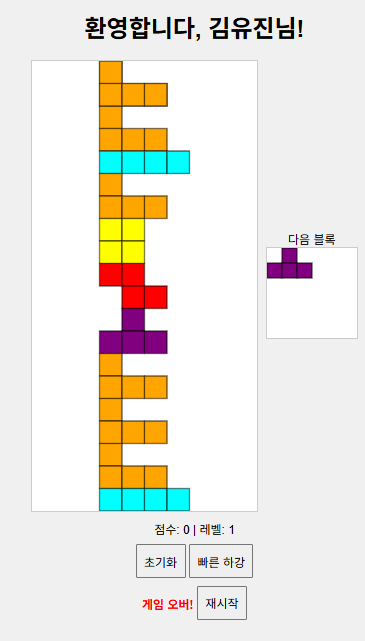 환영합니다, 김유진님!
다음 블록
점수: 0 | 레벨: 1
초기화 빠른 하강
게임 오버! 재시작